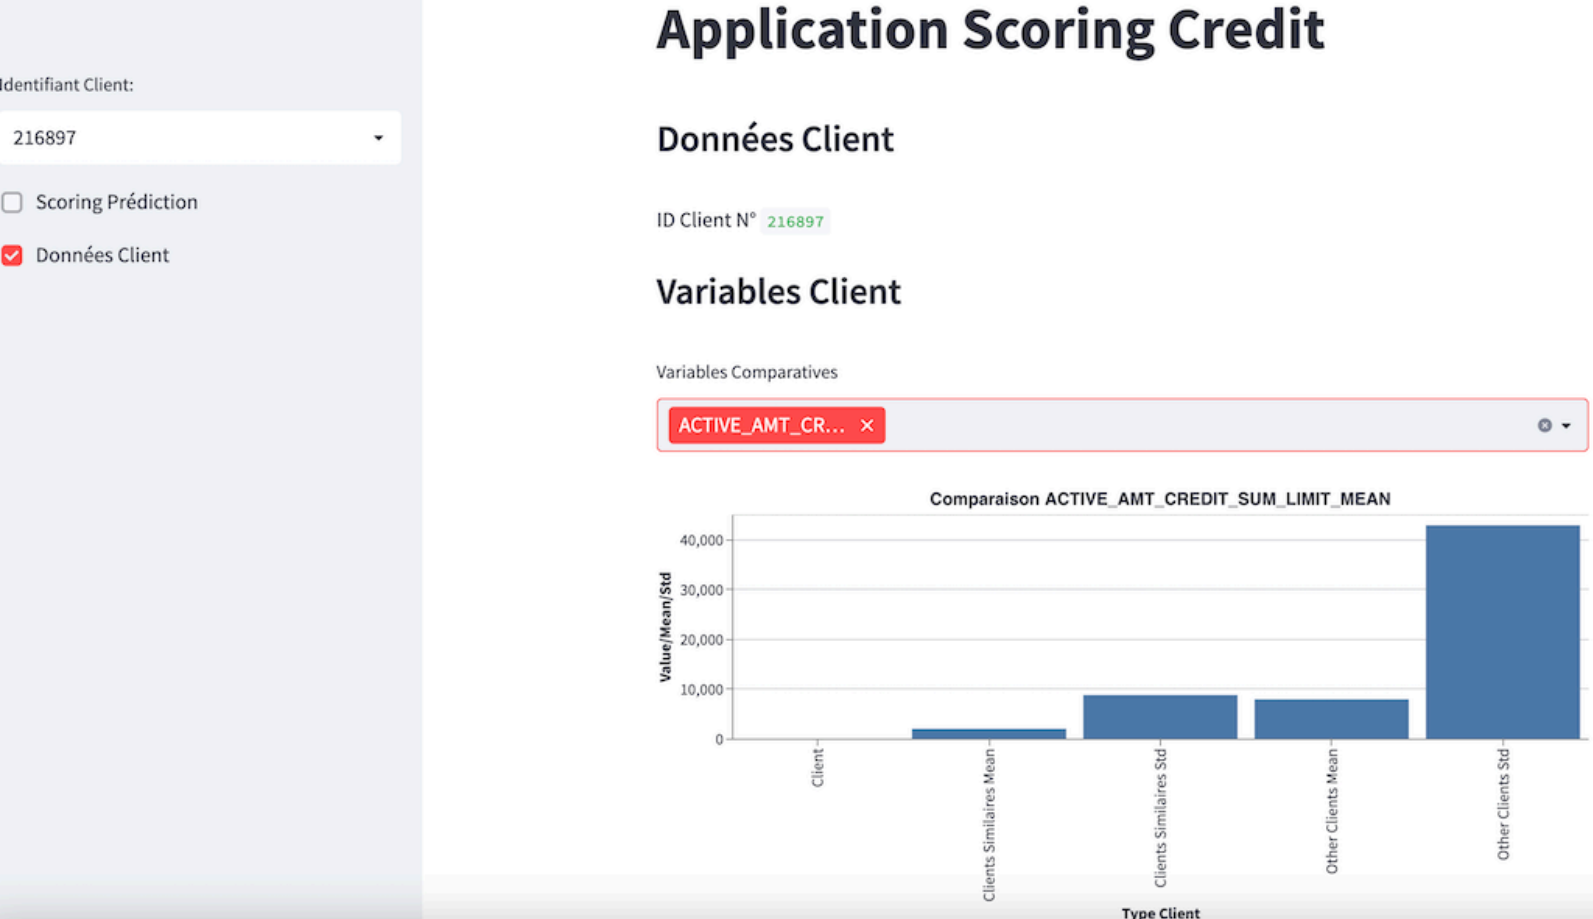 Application Scoring Credit
Identifiant Client:
216897
Scoring Prédiction
Données Client
Données Client
ID Client N° 216897
Variables Client
Variables Comparatives
ACTIVE_AMT_CR...
Comparaison ACTIVE_AMT_CREDIT_SUM_LIMIT_MEAN
Value/Mean/Std
40,000
30,000
20,000
10,000
0
Client
Clients Similaires Mean
Clients Similaires Std
Other Clients Mean
Other Clients Std
Type Client